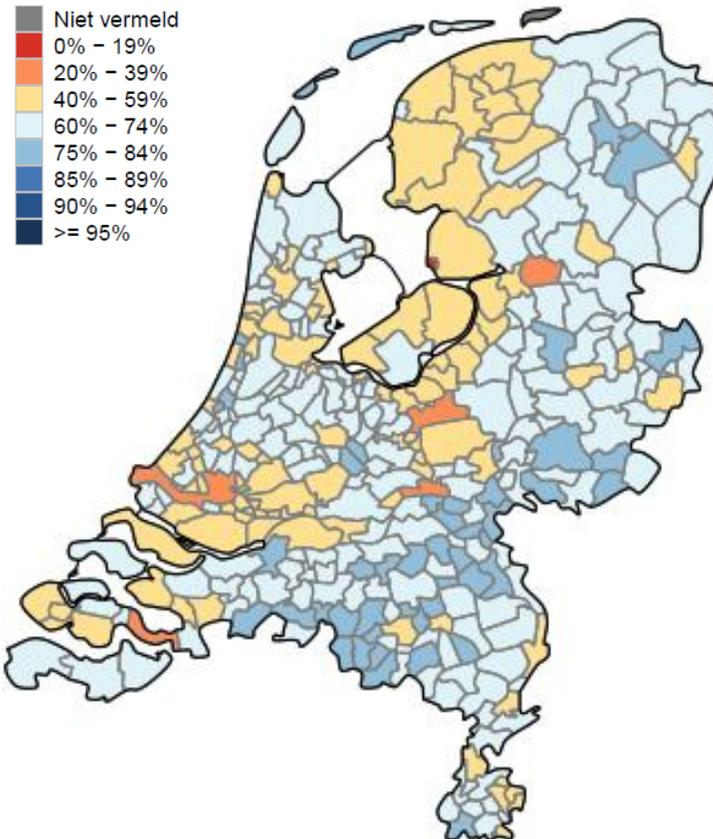 Niet vermeld
0% − 19%
20% − 39%
40% − 59%
60% − 74%
75% − 84%
85% − 89%
90% − 94%
>= 95%